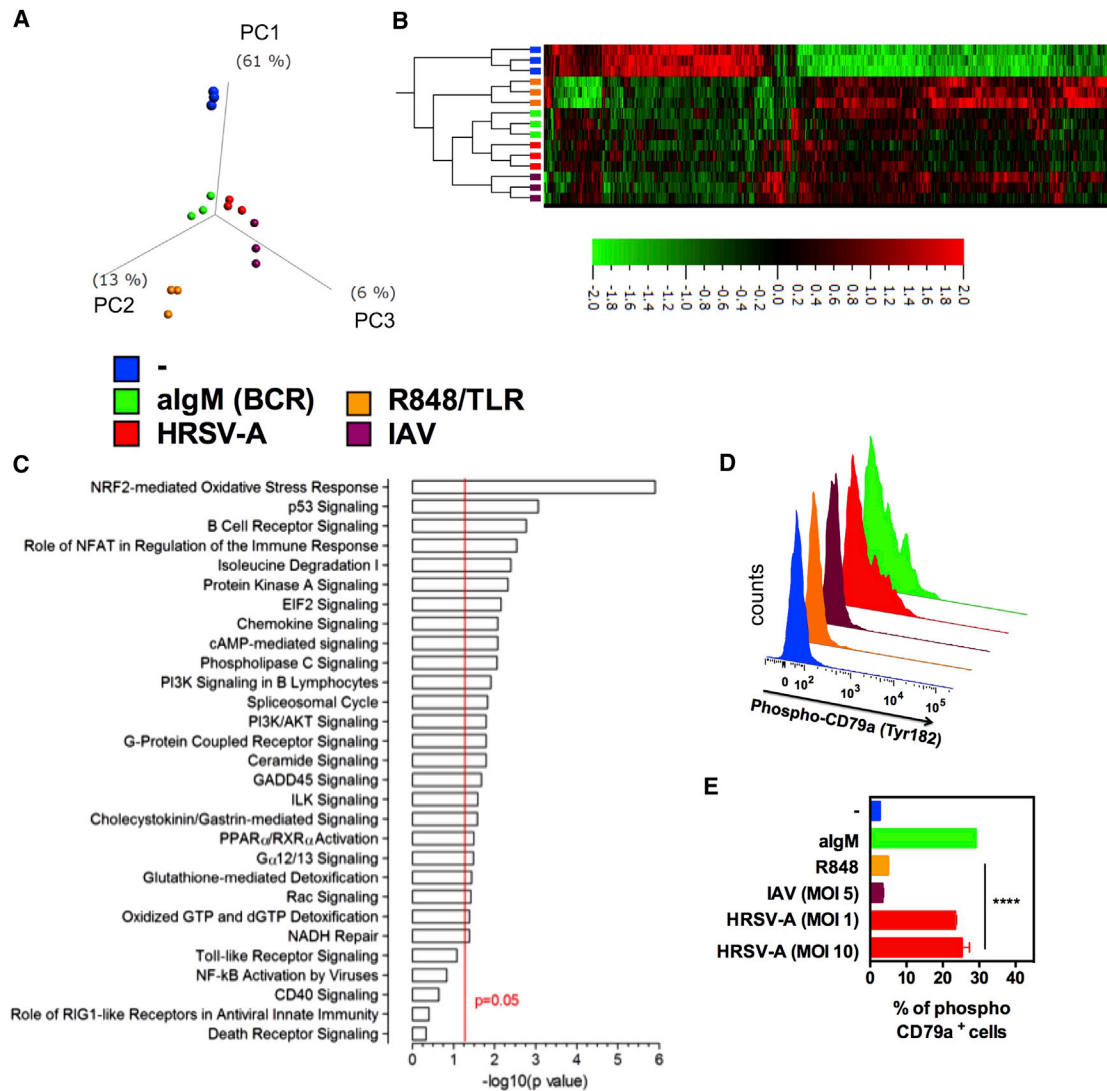 A
PC1
(61 %)
(13 %)
PC2
(6 %)
PC3
-
aIgM (BCR)
R848/TLR
HRSV-A
IAV
B
-2.0
-1.8
-1.6
-1.4
-1.2
-1.0
-0.8
-0.6
-0.4
-0.2
0.0
0.2
0.4
0.6
0.8
1.0
1.2
1.4
1.6
1.8
2.0
C
NRF2-mediated Oxidative Stress Response
p53 Signaling
B Cell Receptor Signaling
Role of NFAT in Regulation of the Immune Response
Isoleucine Degradation I
Protein Kinase A Signaling
EIF2 Signaling
Chemokine Signaling
cAMP-mediated signaling
Phospholipase C Signaling
PI3K Signaling in B Lymphocytes
Spliceosomal Cycle
PI3K/AKT Signaling
G-Protein Coupled Receptor Signaling
Ceramide Signaling
GADD45 Signaling
ILK Signaling
Cholecystokinin/Gastrin-mediated Signaling
PPARα/RXRα Activation
Gα12/13 Signaling
Glutathione-mediated Detoxification
Rac Signaling
Oxidized GTP and dGTP Detoxification
NADH Repair
Toll-like Receptor Signaling
NF-kB Activation by Viruses
CD40 Signaling
Role of RIG1-like Receptors in Antiviral Innate Immunity
Death Receptor Signaling
p=0.05
0 1 2 3 4 5 6
-log10(p value)
D
counts
0 10² 10³ 10⁴ 10⁵
Phospho-CD79a (Tyr182)
E
-
aIgM
R848
IAV (MOI 5)
HRSV-A (MOI 1)
HRSV-A (MOI 10)
****
0 10 20 30 40
% of phospho
CD79a + cells